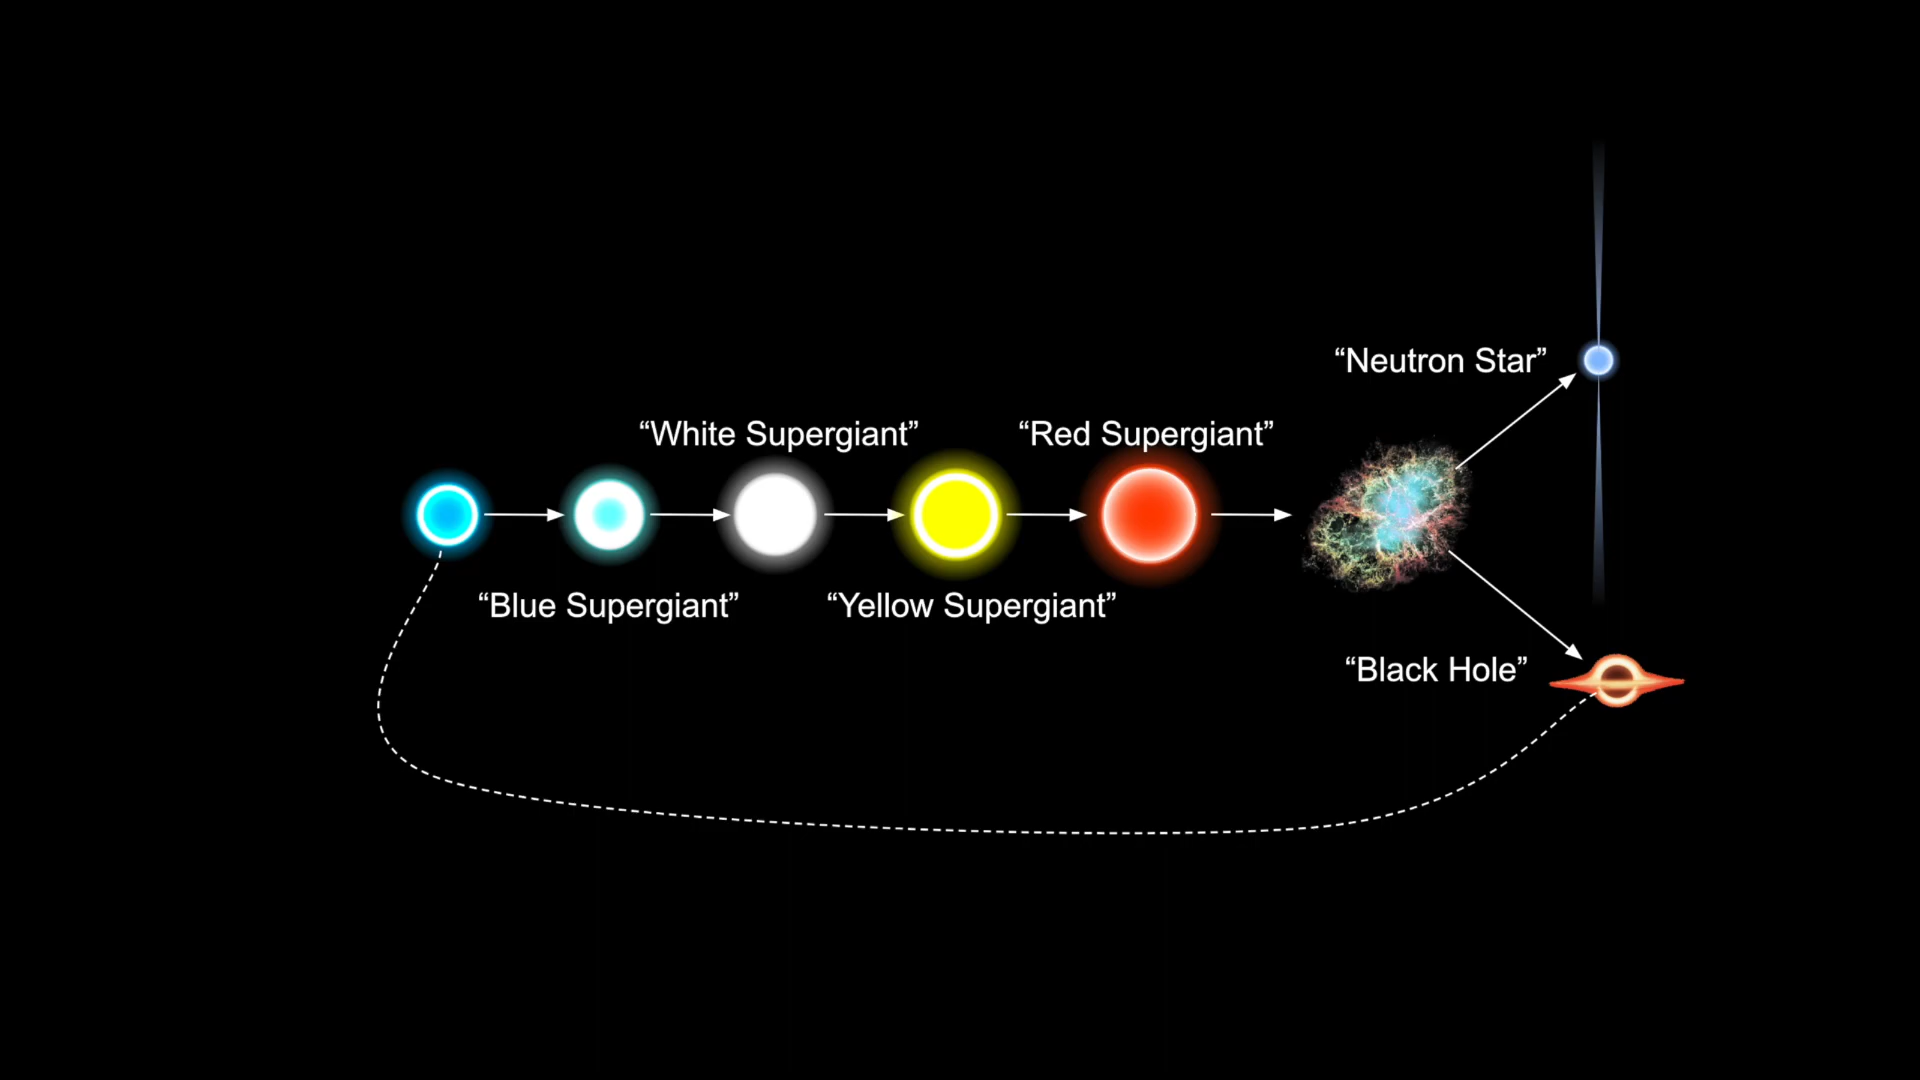 “Neutron Star”
“White Supergiant”
“Red Supergiant”
“Blue Supergiant”
“Yellow Supergiant”
“Black Hole”